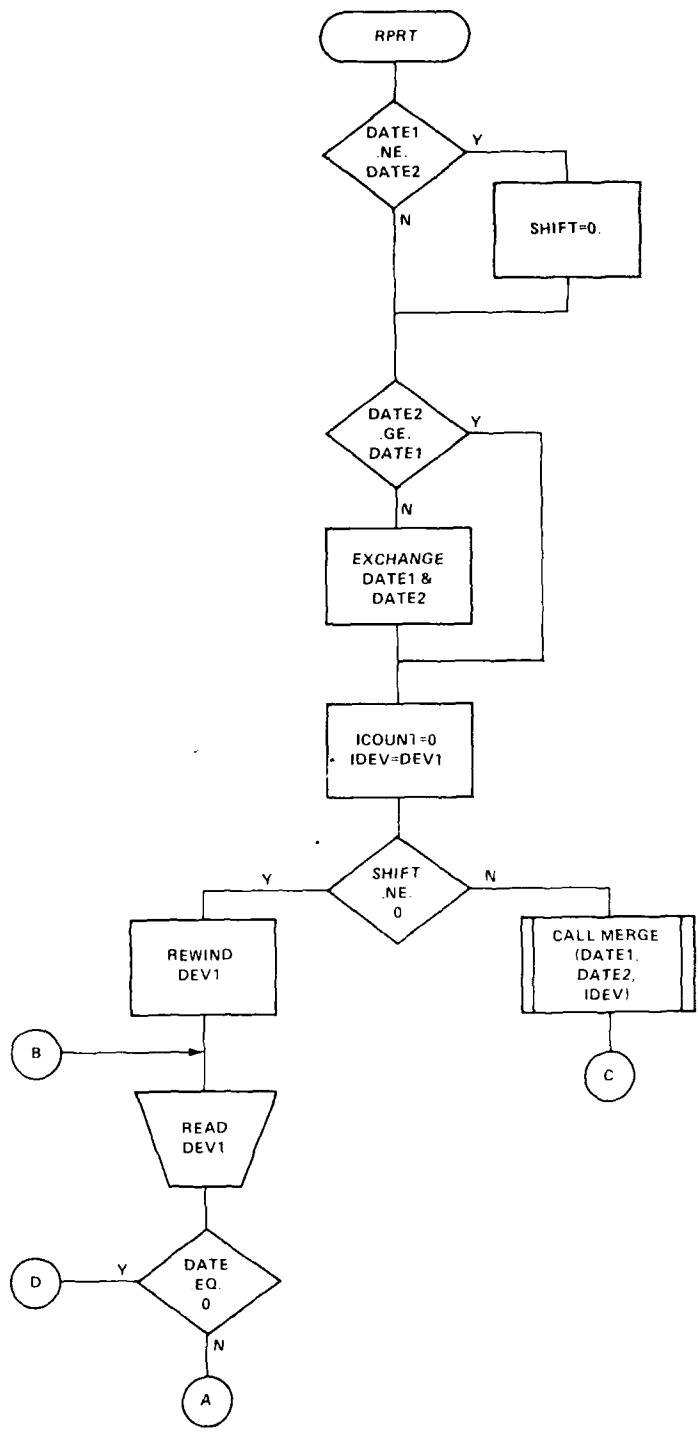 RPRT
DATE1
.NE.
DATE2
Y
N
SHIFT=0.
DATE2
.GE.
DATE1
Y
N
EXCHANGE
DATE1 &
DATE2
ICOUNT=0
IDEV=DEV1
SHIFT
.NE.
0
Y
N
REWIND
DEV1
CALL MERGE
(DATE1,
DATE2,
IDEV)
B
C
READ
DEV1
DATE
.EQ.
0
Y
D
N
A